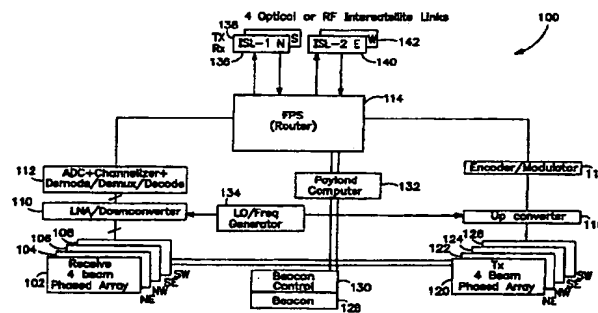 4 Optical or RF Intersatellite Links
100
138
TX
Rx
136
ISL-1 N
S
ISL-2 E
W
142
140
FPS
(Router)
114
112
ADC+Channelizer+
Demods/Demux/Decode
Payload
Computer
132
Encoder/Modulator
110
LNA/Downconverter
134
LO/Freq
Generator
Up converter
108
106
104
102
Receive
4 beam
Phased Array
SW
SE
NW
NE
Beacon
Control
130
Beacon
128
126
124
122
120
Tx
4 Beam
Phased Array
SW
SE
NW
NE